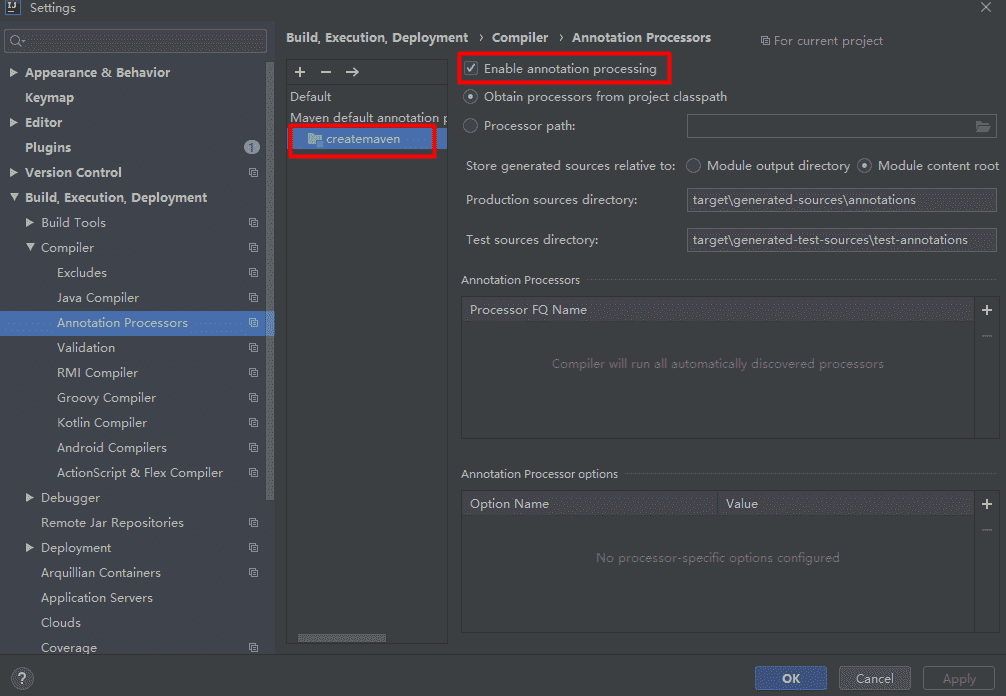 Settings
Build, Execution, Deployment › Compiler › Annotation Processors
For current project
Appearance & Behavior
Keymap
Editor
Plugins
1
Version Control
Build, Execution, Deployment
Build Tools
Compiler
Excludes
Java Compiler
Annotation Processors
Validation
RMI Compiler
Groovy Compiler
Kotlin Compiler
Android Compilers
ActionScript & Flex Compiler
Debugger
Remote Jar Repositories
Deployment
Arquillian Containers
Application Servers
Clouds
Coverage
Default
Maven default annotation p
createmaven
Enable annotation processing
Obtain processors from project classpath
Processor path:
Store generated sources relative to: Module output directory Module content root
Production sources directory: target\generated-sources\annotations
Test sources directory: target\generated-test-sources\test-annotations
Annotation Processors
Processor FQ Name
Compiler will run all automatically discovered processors
Annotation Processor options
Option Name Value
No processor-specific options configured
?
OK Cancel Apply